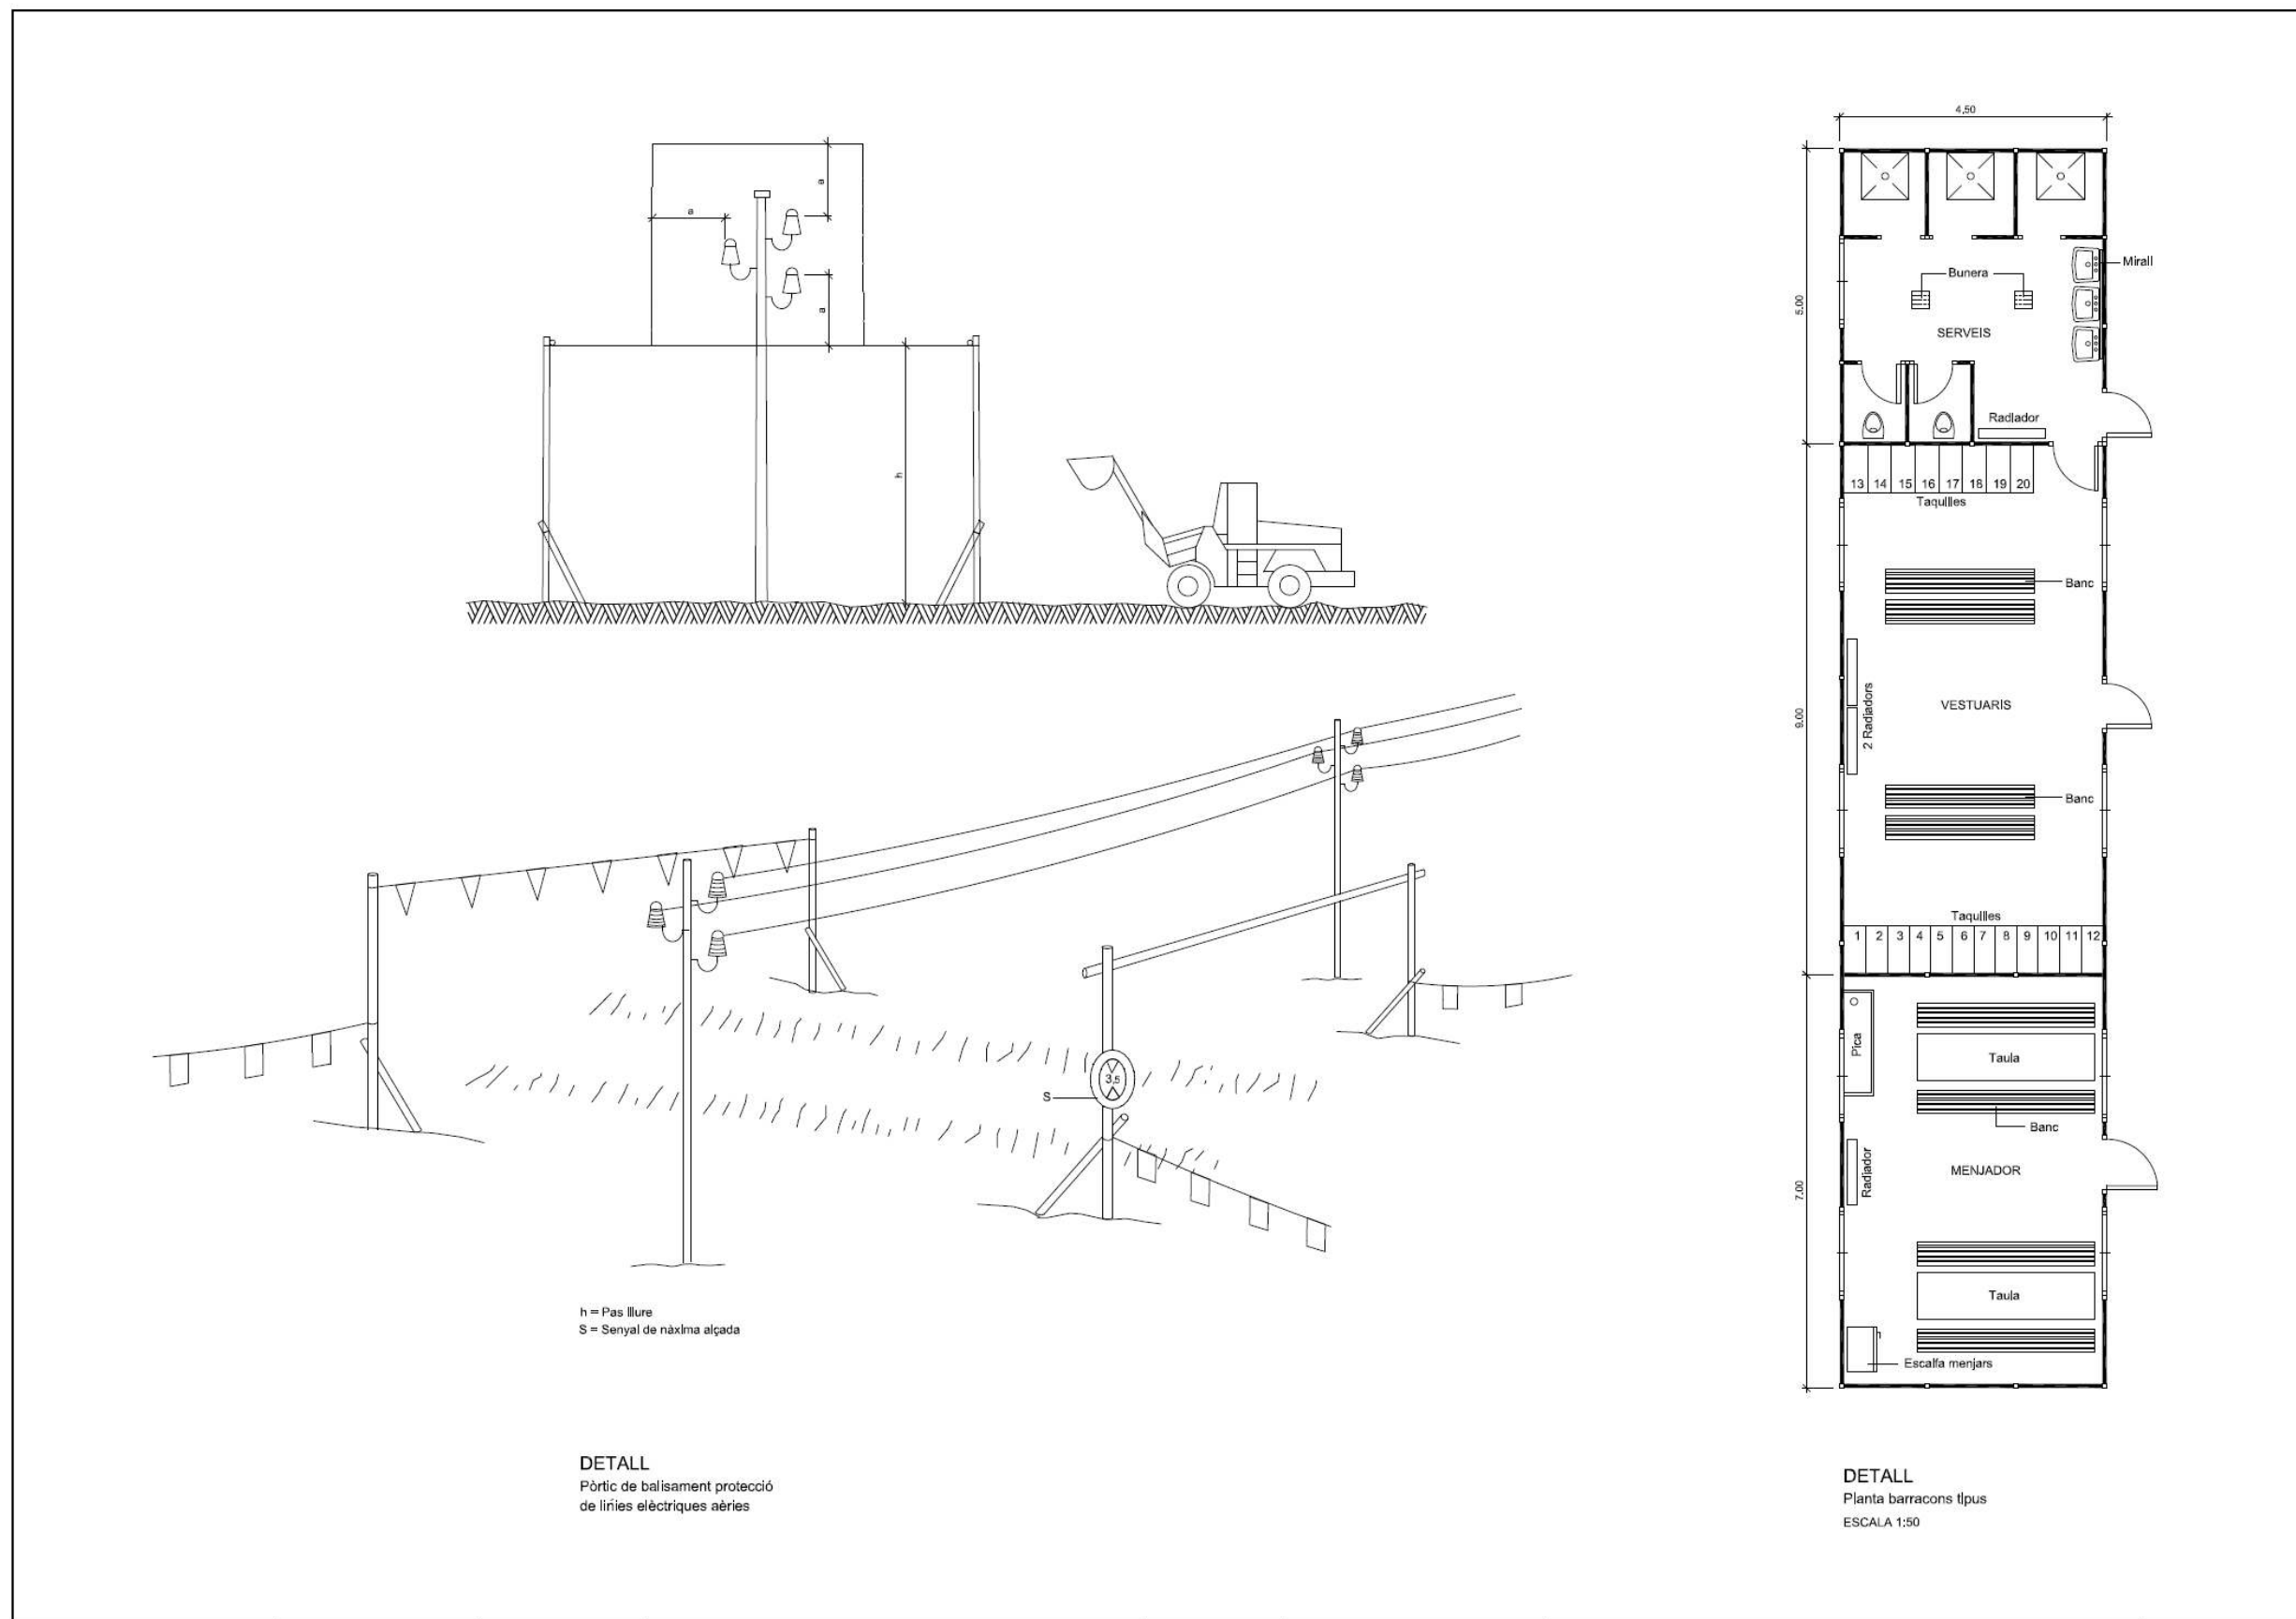 a
a
a
h
S
3,5
h = Pas lliure
S = Senyal de nàxima alçada
DETALL
Pòrtic de balisament protecció
de linies elèctriques aèries
4,50
5.00
9.00
7.00
Mirall
Bunera
SERVEIS
Radiador
13 14 15 16 17 18 19 20
Taquilles
Banc
2 Radiadors
VESTUARIS
Banc
Taquilles
1 2 3 4 5 6 7 8 9 10 11 12
Pica
Taula
Banc
Radiador
MENJADOR
Taula
Escalfa menjars
DETALL
Planta barracons tipus
ESCALA 1:50